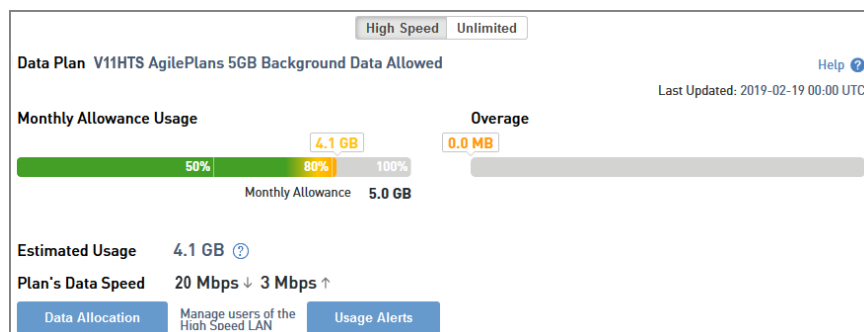 High Speed Unlimited
Data Plan V11HTS AgilePlans 5GB Background Data Allowed
Help ?
Last Updated: 2019-02-19 00:00 UTC
Monthly Allowance Usage
Overage
4.1 GB
0.0 MB
50% 80% 100%
Monthly Allowance 5.0 GB
Estimated Usage 4.1 GB ?
Plan's Data Speed 20 Mbps ↓ 3 Mbps ↑
Data Allocation
Manage users of the
High Speed LAN
Usage Alerts